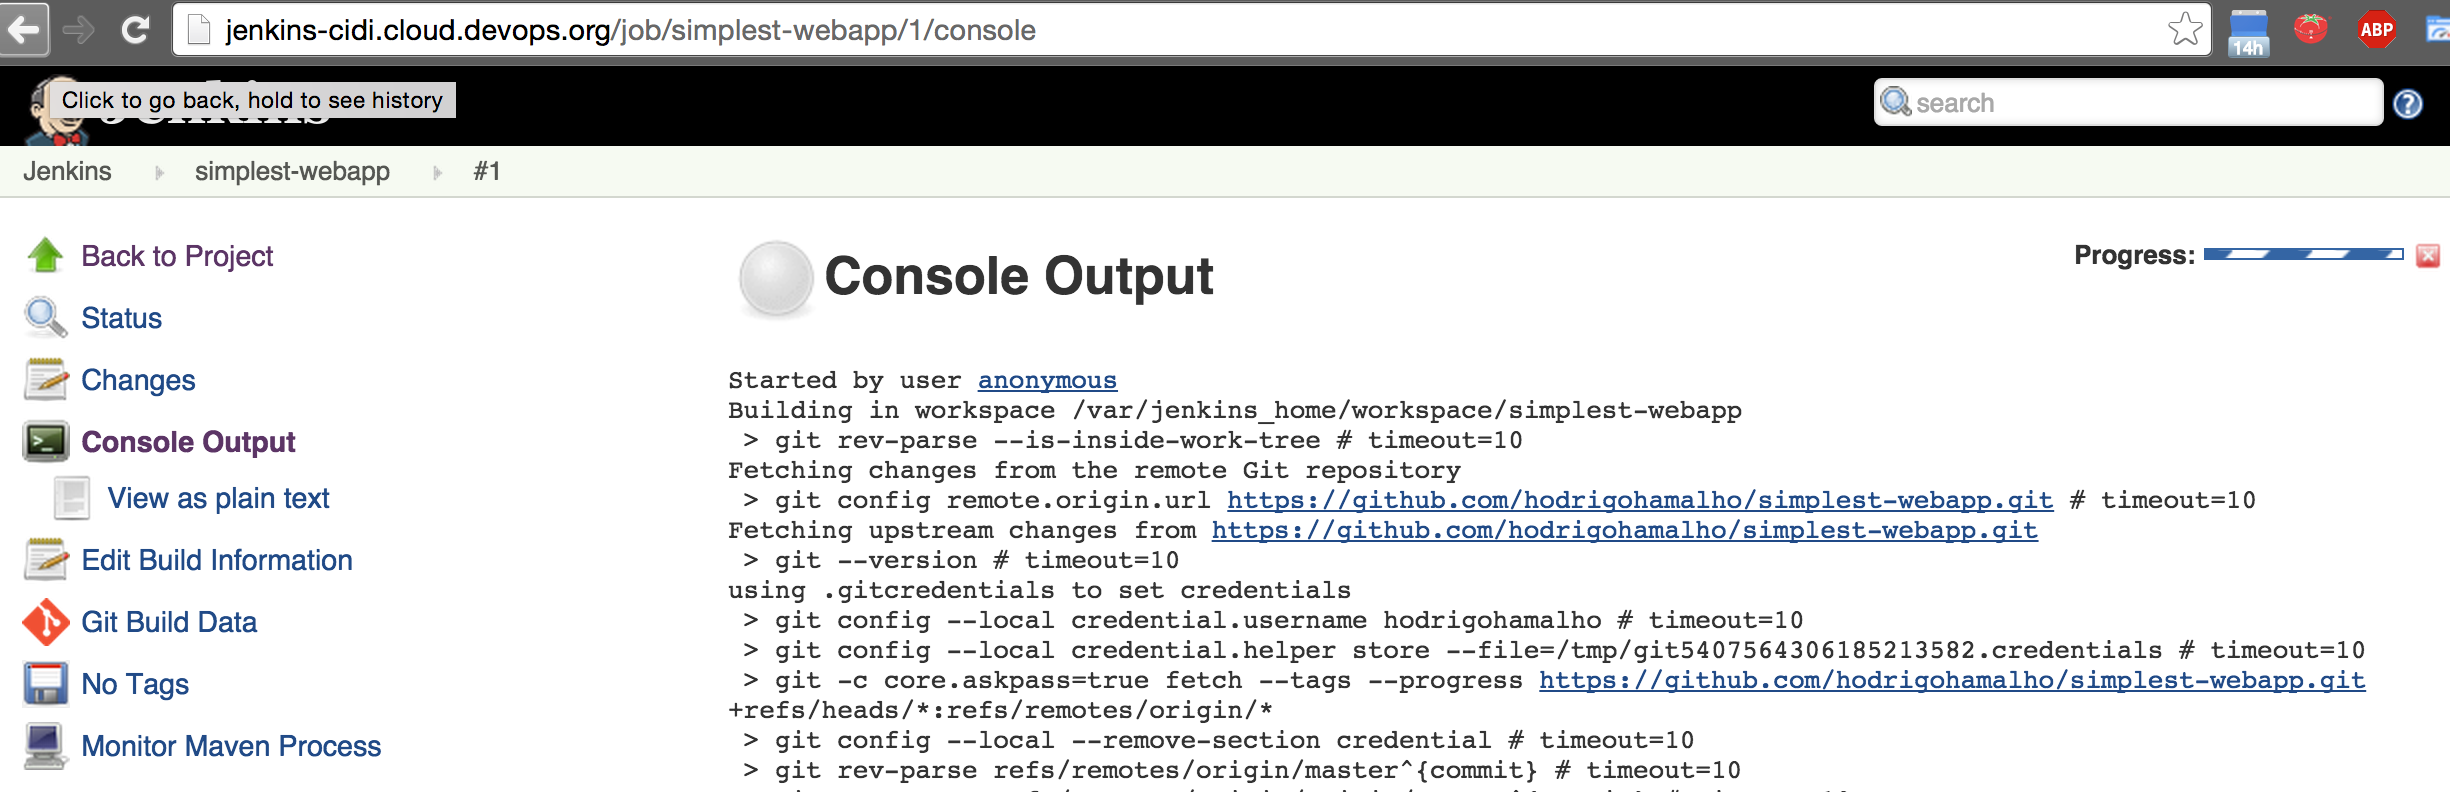 jenkins-cidi.cloud.devops.org/job/simplest-webapp/1/console
14h
ABP
Click to go back, hold to see history
search
?
Jenkins
simplest-webapp
#1
Back to Project
Status
Changes
Console Output
View as plain text
Edit Build Information
Git Build Data
No Tags
Monitor Maven Process
Console Output
Progress:
Started by user anonymous
Building in workspace /var/jenkins_home/workspace/simplest-webapp
> git rev-parse --is-inside-work-tree # timeout=10
Fetching changes from the remote Git repository
> git config remote.origin.url https://github.com/hodrigohamalho/simplest-webapp.git # timeout=10
Fetching upstream changes from https://github.com/hodrigohamalho/simplest-webapp.git
> git --version # timeout=10
using .gitcredentials to set credentials
> git config --local credential.username hodrigohamalho # timeout=10
> git config --local credential.helper store --file=/tmp/git5407564306185213582.credentials # timeout=10
> git -c core.askpass=true fetch --tags --progress https://github.com/hodrigohamalho/simplest-webapp.git
+refs/heads/*:refs/remotes/origin/*
> git config --local --remove-section credential # timeout=10
> git rev-parse refs/remotes/origin/master^{commit} # timeout=10